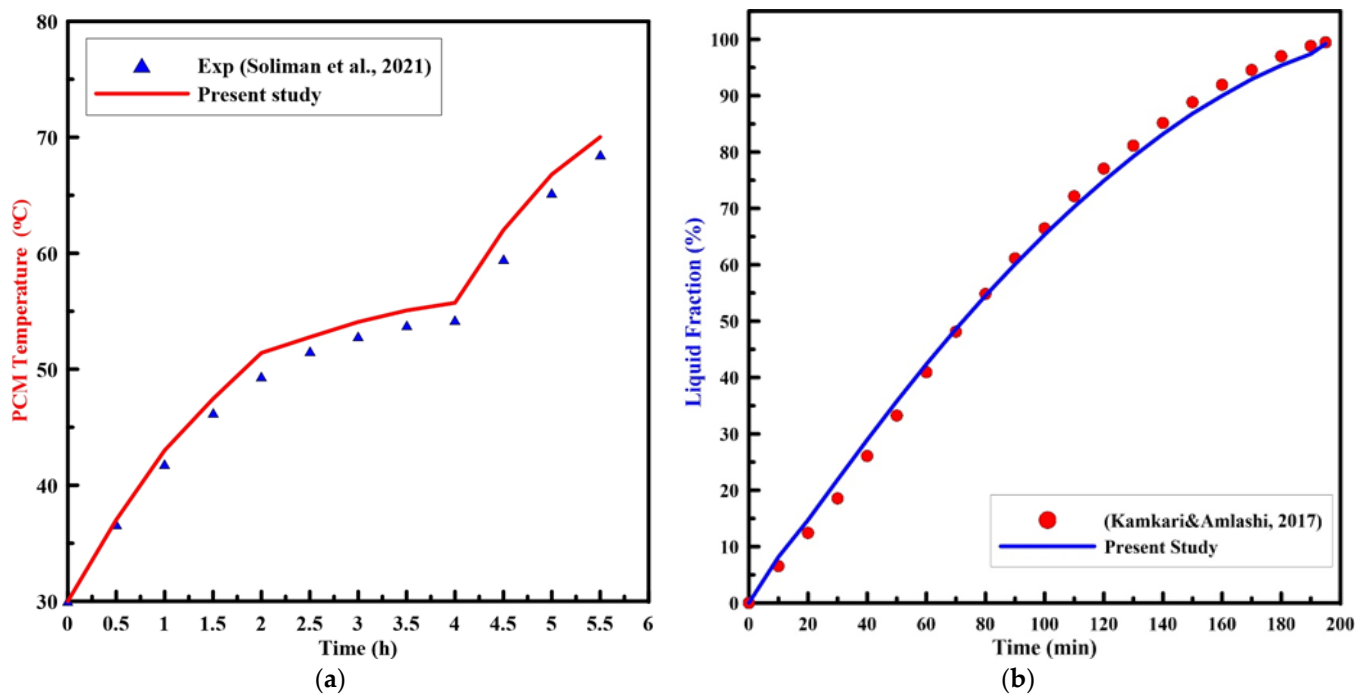 80
70
60
50
40
30
PCM Temperature (ºC)
Exp (Soliman et al., 2021)
Present study
0 0.5 1 1.5 2 2.5 3 3.5 4 4.5 5 5.5 6
Time (h)
(a)
100
90
80
70
60
50
40
30
20
10
0
Liquid Fraction (%)
(Kamkari&Amlashi, 2017)
Present Study
0 20 40 60 80 100 120 140 160 180 200
Time (min)
(b)